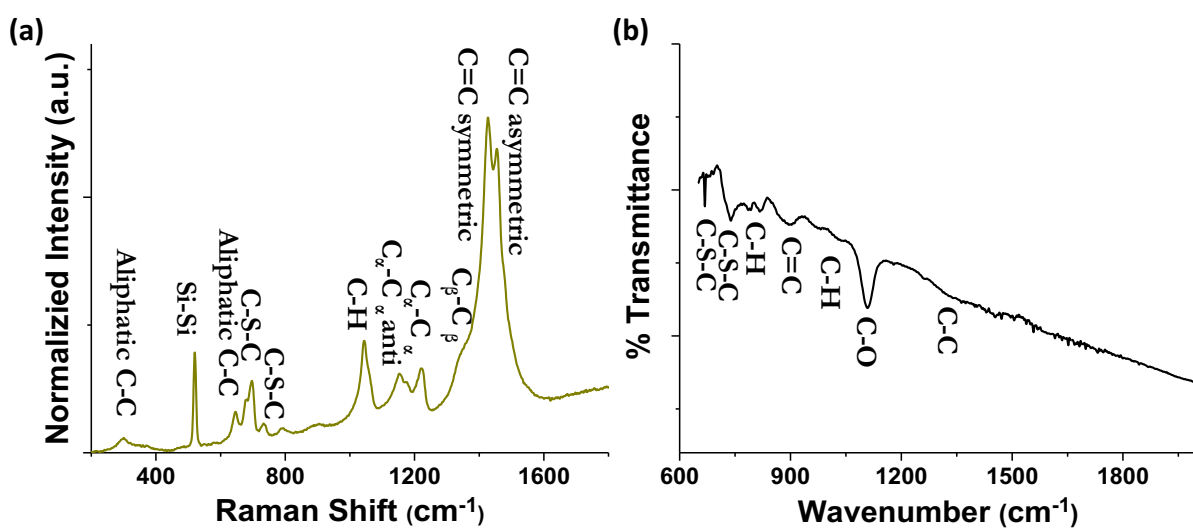 (a)
Normalizied Intensity (a.u.)
Aliphatic C-C
Si-Si
Aliphatic C-C
C-S-C
C-S-C
C-H
Cα-Cα anti
Cα-Cα
Cβ-Cβ
C=C symmetric
C=C asymmetric
400 800 1200 1600
Raman Shift (cm-1)
(b)
% Transmittance
C-S-C
C-S-C
C-H
C=C
C-H
C-O
C-C
600 900 1200 1500 1800
Wavenumber (cm-1)